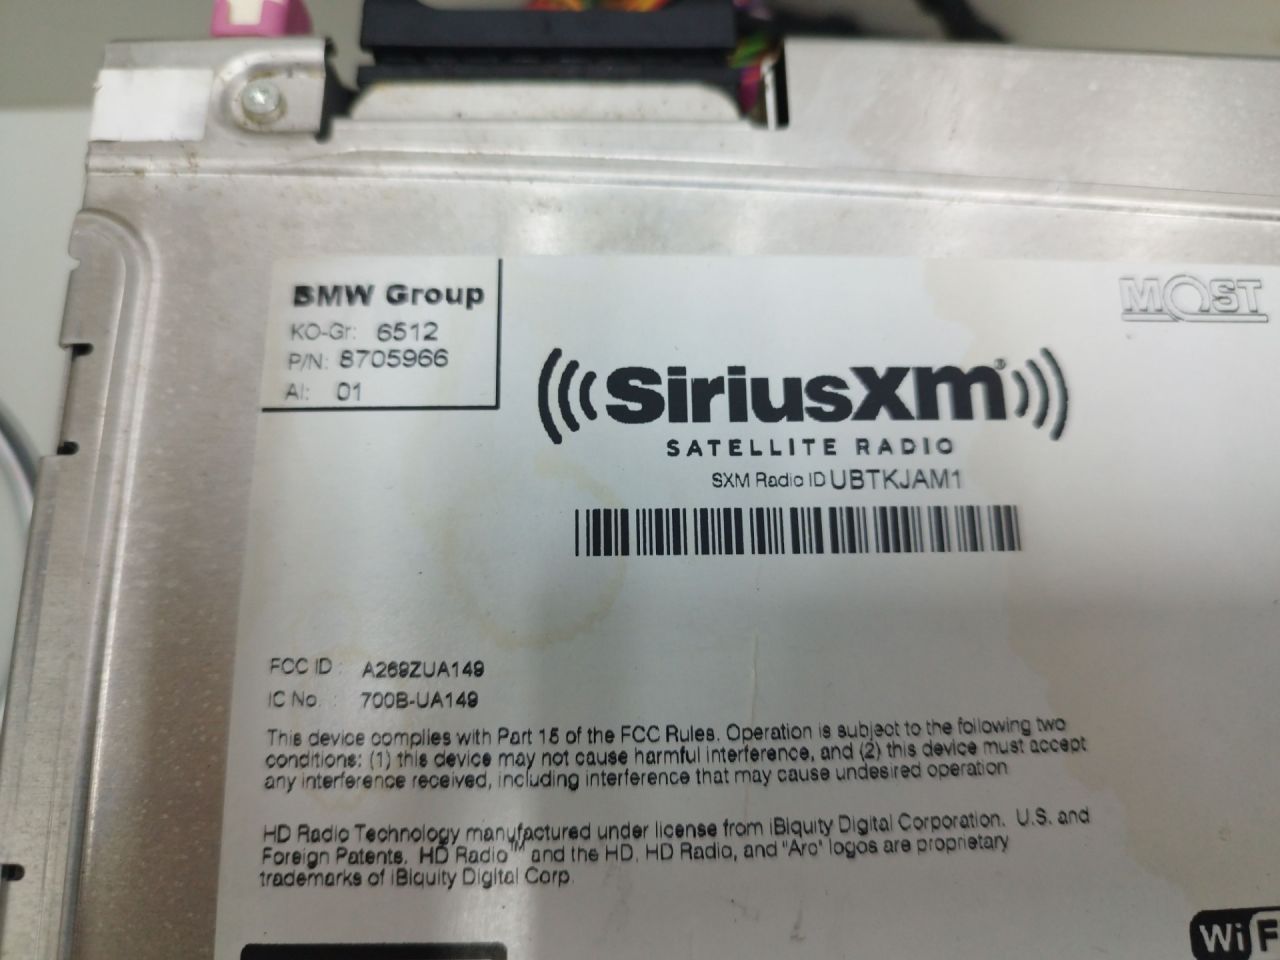 BMW Group
KO-Gr: 6512
P/N: 8705966
AI: 01
MOST
SiriusXM®
SATELLITE RADIO
SXM Radio ID UBTKJAM1
FCC ID : A269ZUA149
IC No. : 700B-UA149
This device complies with Part 15 of the FCC Rules. Operation is subject to the following two
conditions: (1) this device may not cause harmful interference, and (2) this device must accept
any interference received, including interference that may cause undesired operation
HD Radio Technology manufactured under license from iBiquity Digital Corporation. U.S. and
Foreign Patents. HD Radio™ and the HD, HD Radio, and "Arc" logos are proprietary
trademarks of iBiquity Digital Corp.
WiF